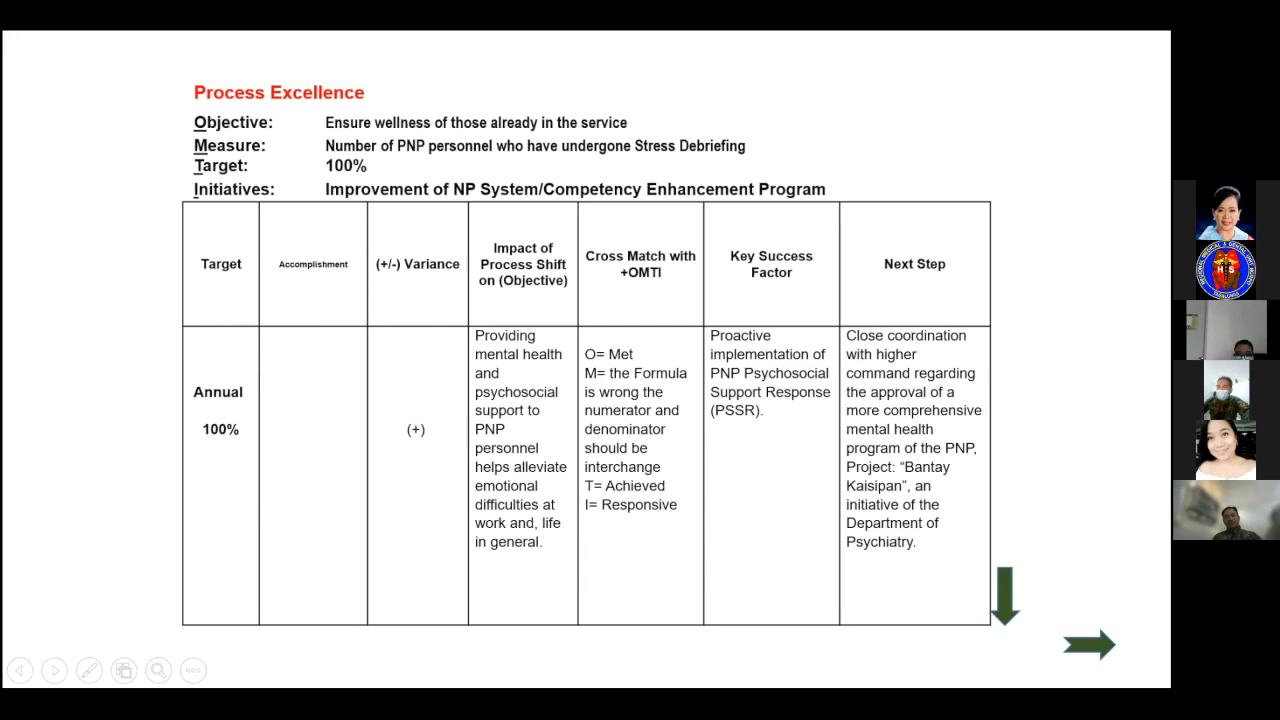 Process Excellence
Objective: Ensure wellness of those already in the service
Measure: Number of PNP personnel who have undergone Stress Debriefing
Target: 100%
Initiatives: Improvement of NP System/Competency Enhancement Program
Target
Accomplishment
(+/-) Variance
Impact of
Process Shift
on (Objective)
Cross Match with
+OMTI
Key Success
Factor
Next Step
Annual
100%
(+)
Providing
mental health
and
psychosocial
support to
PNP
personnel
helps alleviate
emotional
difficulties at
work and, life
in general.
O= Met
M= the Formula
is wrong the
numerator and
denominator
should be
interchange
T= Achieved
I= Responsive
Proactive
implementation of
PNP Psychosocial
Support Response
(PSSR).
Close coordination
with higher
command regarding
the approval of a
more comprehensive
mental health
program of the PNP,
Project: “Bantay
Kaisipan”, an
initiative of the
Department of
Psychiatry.